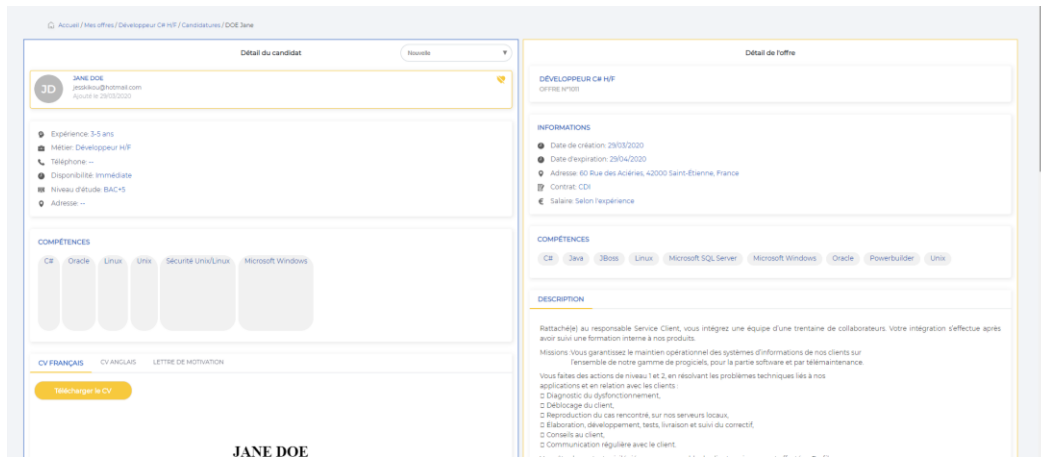 Accueil / Mes offres / Développeur C# H/F / Candidatures / DOE Jane
Détail du candidat
Nouvelle
JD
JANE DOE
jesskikou@hotmail.com
Ajouté le 29/03/2020
Expérience: 3-5 ans
Métier: Développeur H/F
Téléphone: --
Disponibilité: Immédiate
Niveau d'étude: BAC+5
Adresse: --
COMPÉTENCES
C# Oracle Linux Unix Sécurité Unix/Linux Microsoft Windows
CV FRANÇAIS CV ANGLAIS LETTRE DE MOTIVATION
Télécharger le CV
JANE DOE
Détail de l'offre
DÉVELOPPEUR C# H/F
OFFRE N°1011
INFORMATIONS
Date de création: 29/03/2020
Date d'expiration: 29/04/2020
Adresse: 60 Rue des Aciéries, 42000 Saint-Étienne, France
Contrat: CDI
Salaire: Selon l'expérience
COMPÉTENCES
C# Java JBoss Linux Microsoft SQL Server Microsoft Windows Oracle Powerbuilder Unix
DESCRIPTION
Rattaché(e) au responsable Service Client, vous intégrez une équipe d'une trentaine de collaborateurs. Votre intégration s'effectue après
avoir suivi une formation interne à nos produits.
Missions :Vous garantissez le maintien opérationnel des systèmes d'informations de nos clients sur
l'ensemble de notre gamme de progiciels, pour la partie software et par télémaintenance.
Vous faites des actions de niveau 1 et 2, en résolvant les problèmes techniques liés à nos
applications et en relation avec les clients :
Diagnostic du dysfonctionnement,
Déblocage du client,
Reproduction du cas rencontré, sur nos serveurs locaux,
Elaboration, développement, tests, livraison et suivi du correctif,
Conseils au client,
Communication régulière avec le client.